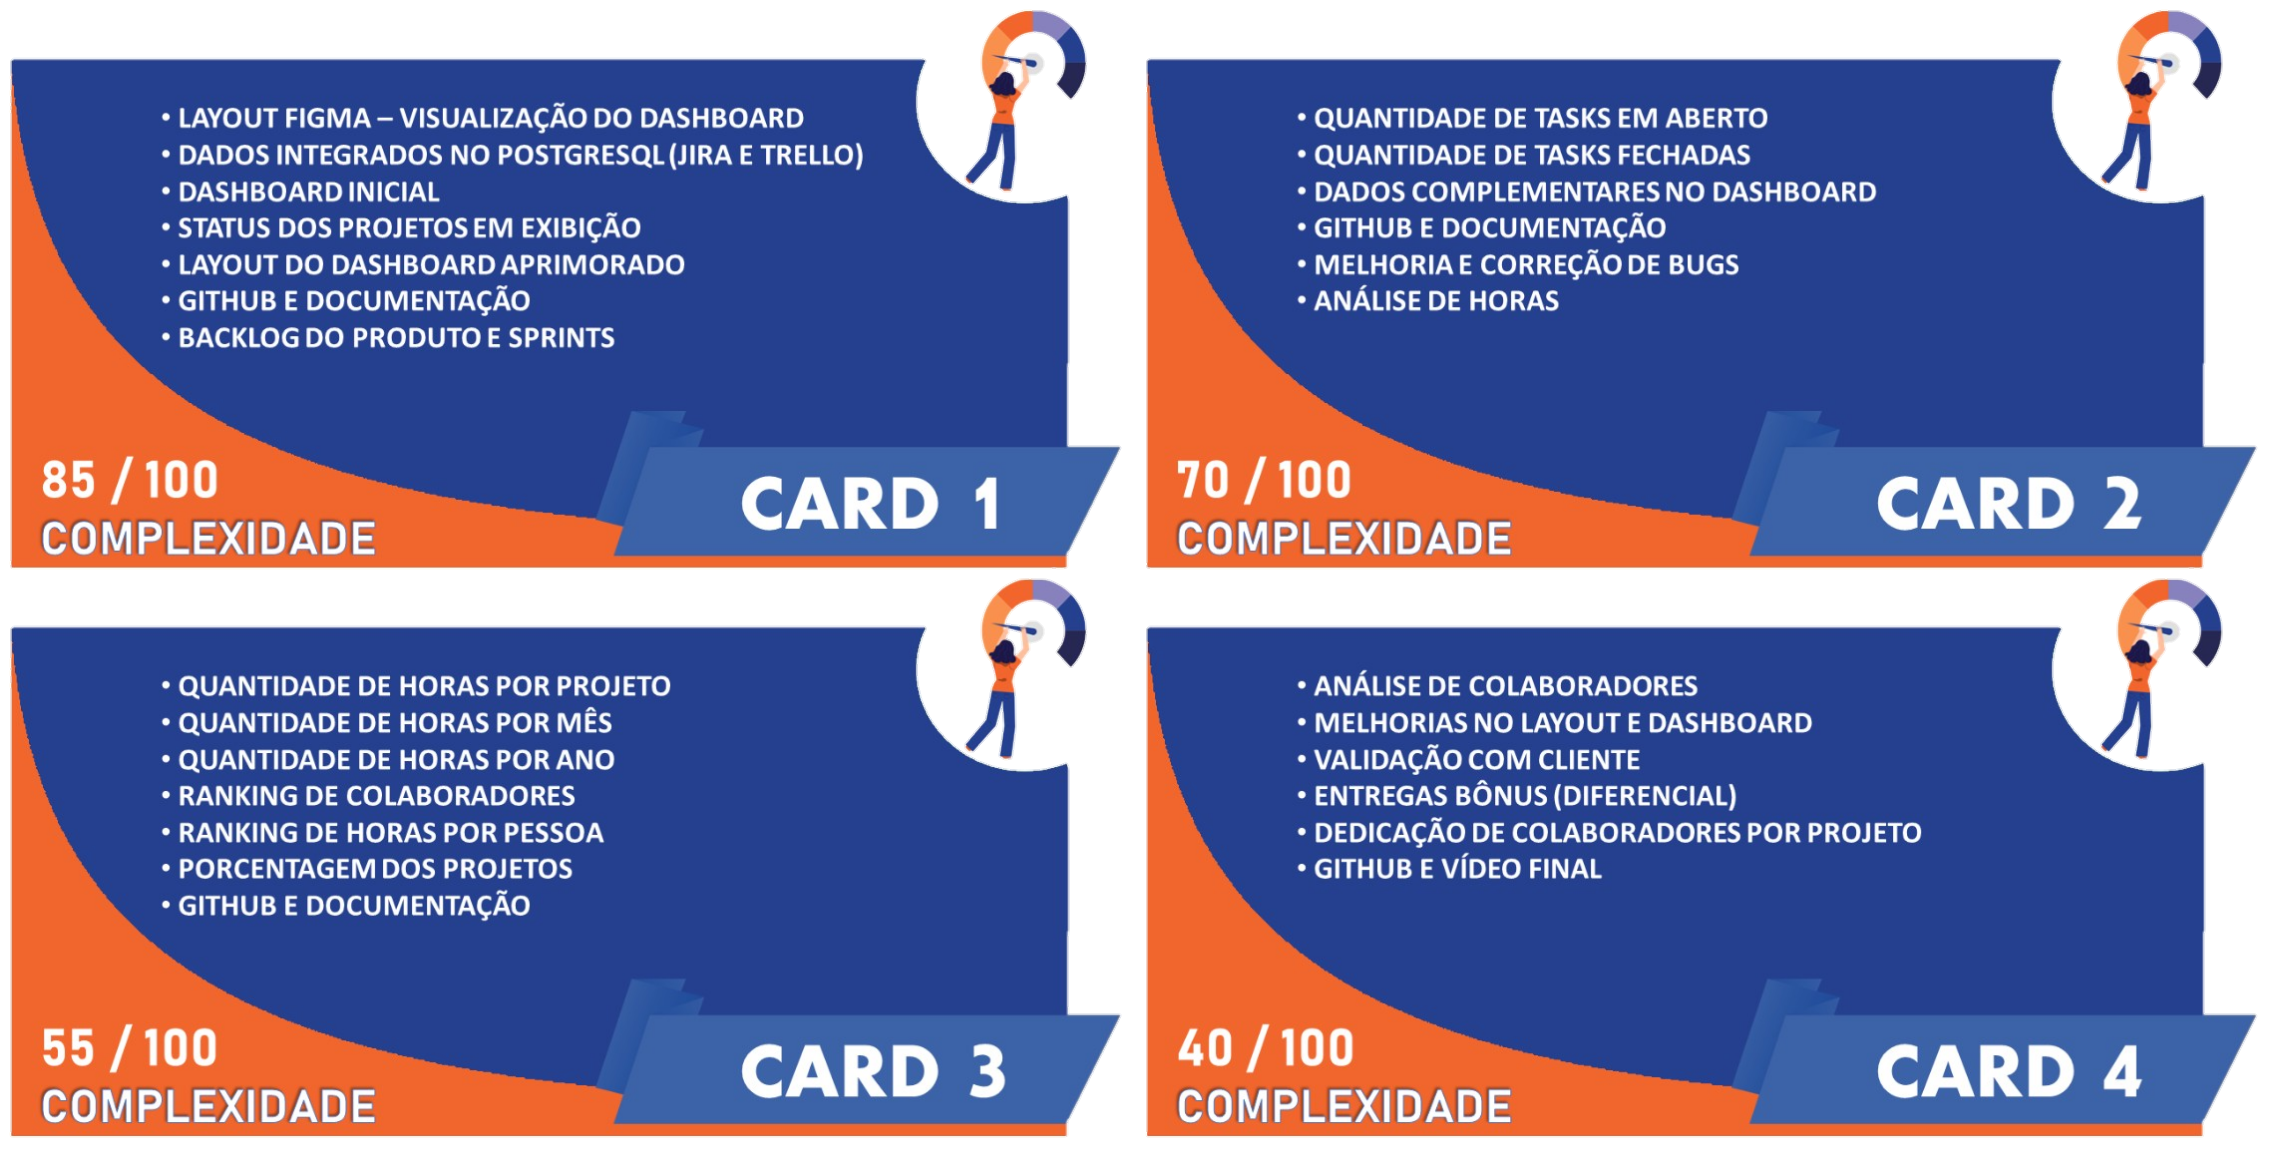 • LAYOUT FIGMA – VISUALIZAÇÃO DO DASHBOARD
• DADOS INTEGRADOS NO POSTGRESQL (JIRA E TRELLO)
• DASHBOARD INICIAL
• STATUS DOS PROJETOS EM EXIBIÇÃO
• LAYOUT DO DASHBOARD APRIMORADO
• GITHUB E DOCUMENTAÇÃO
• BACKLOG DO PRODUTO E SPRINTS
85 / 100
COMPLEXIDADE
CARD 1
• QUANTIDADE DE TASKS EM ABERTO
• QUANTIDADE DE TASKS FECHADAS
• DADOS COMPLEMENTARES NO DASHBOARD
• GITHUB E DOCUMENTAÇÃO
• MELHORIA E CORREÇÃO DE BUGS
• ANÁLISE DE HORAS
70 / 100
COMPLEXIDADE
CARD 2
• QUANTIDADE DE HORAS POR PROJETO
• QUANTIDADE DE HORAS POR MÊS
• QUANTIDADE DE HORAS POR ANO
• RANKING DE COLABORADORES
• RANKING DE HORAS POR PESSOA
• PORCENTAGEM DOS PROJETOS
• GITHUB E DOCUMENTAÇÃO
55 / 100
COMPLEXIDADE
CARD 3
• ANÁLISE DE COLABORADORES
• MELHORIAS NO LAYOUT E DASHBOARD
• VALIDAÇÃO COM CLIENTE
• ENTREGAS BÔNUS (DIFERENCIAL)
• DEDICAÇÃO DE COLABORADORES POR PROJETO
• GITHUB E VÍDEO FINAL
40 / 100
COMPLEXIDADE
CARD 4